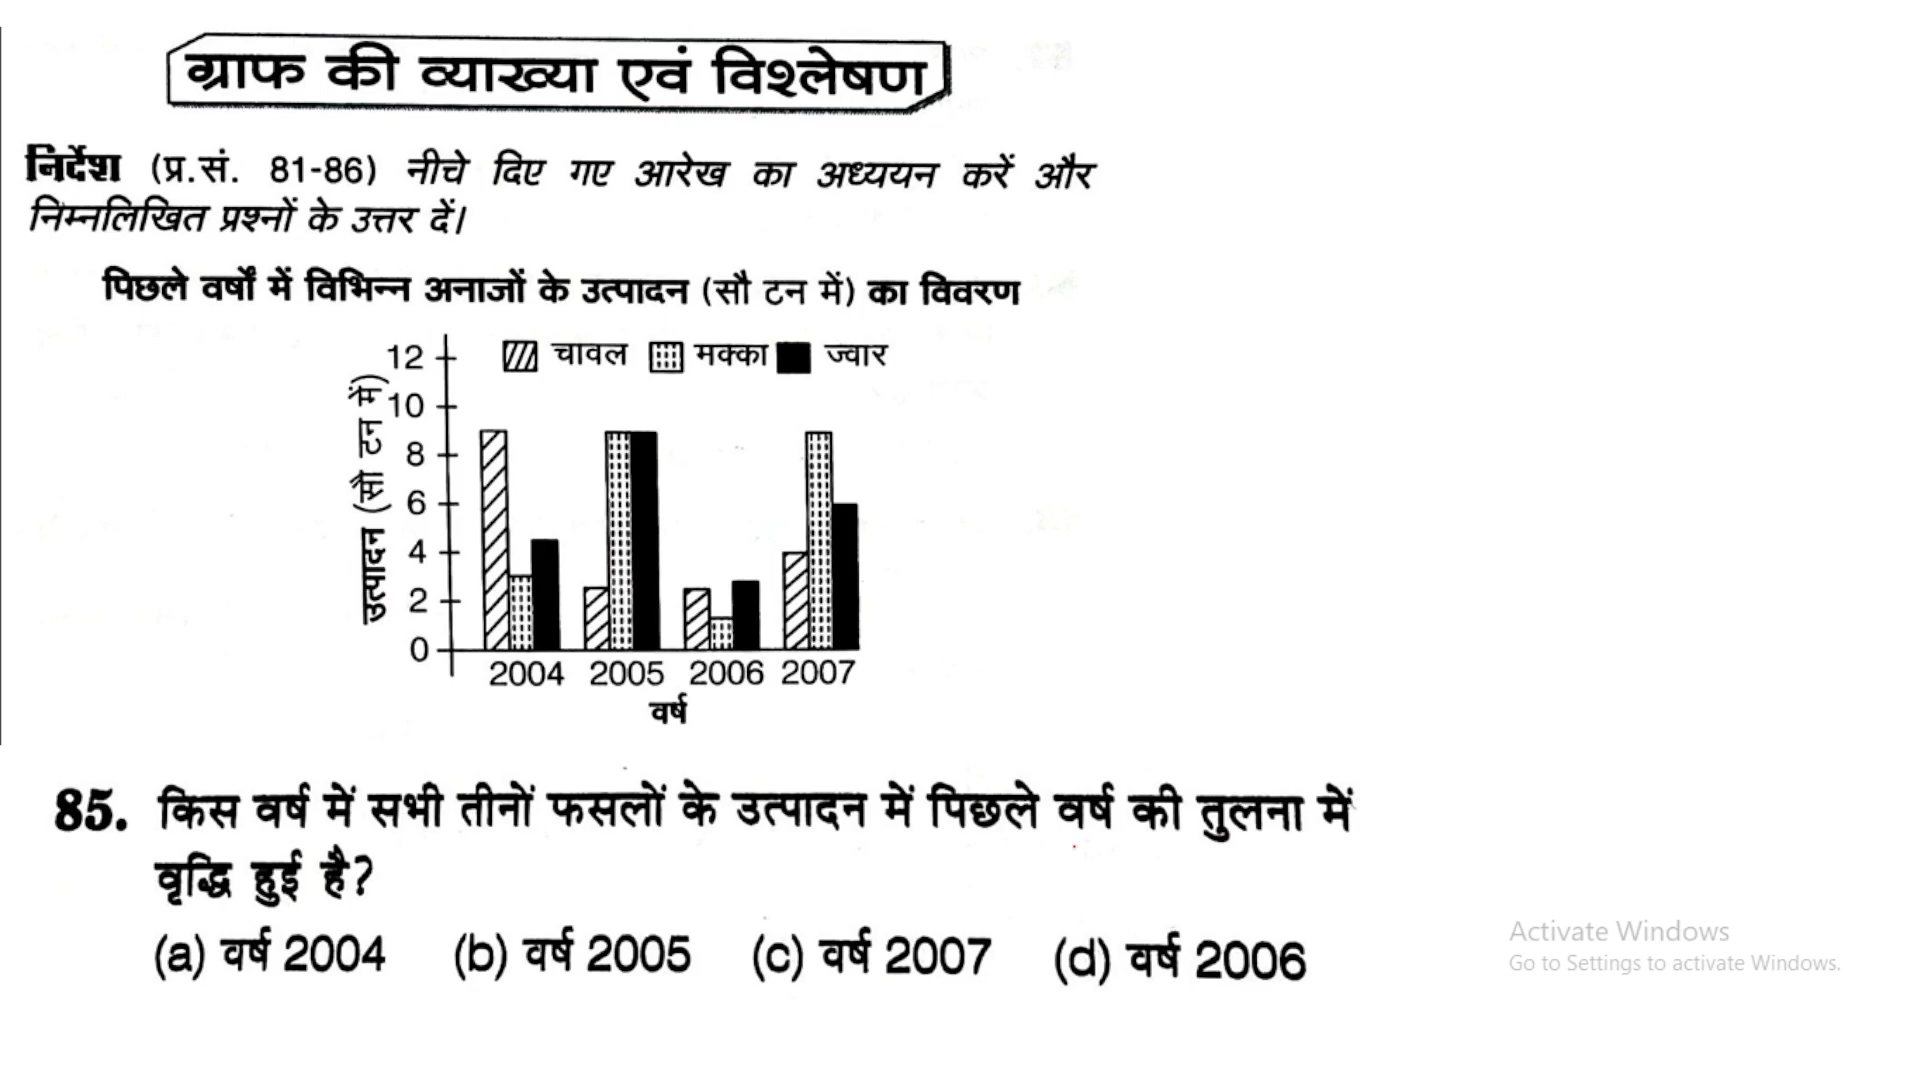 ग्राफ की व्याख्या एवं विश्लेषण
निर्देश (प्र.सं. 81-86) नीचे दिए गए आरेख का अध्ययन करें और
निम्नलिखित प्रश्नों के उत्तर दें।
पिछले वर्षों में विभिन्न अनाजों के उत्पादन (सौ टन में) का विवरण
चावल मक्का ज्वार
उत्पादन (सौ टन में)
12
10
8
6
4
2
0
2004 2005 2006 2007
वर्ष
85. किस वर्ष में सभी तीनों फसलों के उत्पादन में पिछले वर्ष की तुलना में
वृद्धि हुई है?
(a) वर्ष 2004 (b) वर्ष 2005 (c) वर्ष 2007 (d) वर्ष 2006
Activate Windows
Go to Settings to activate Windows.